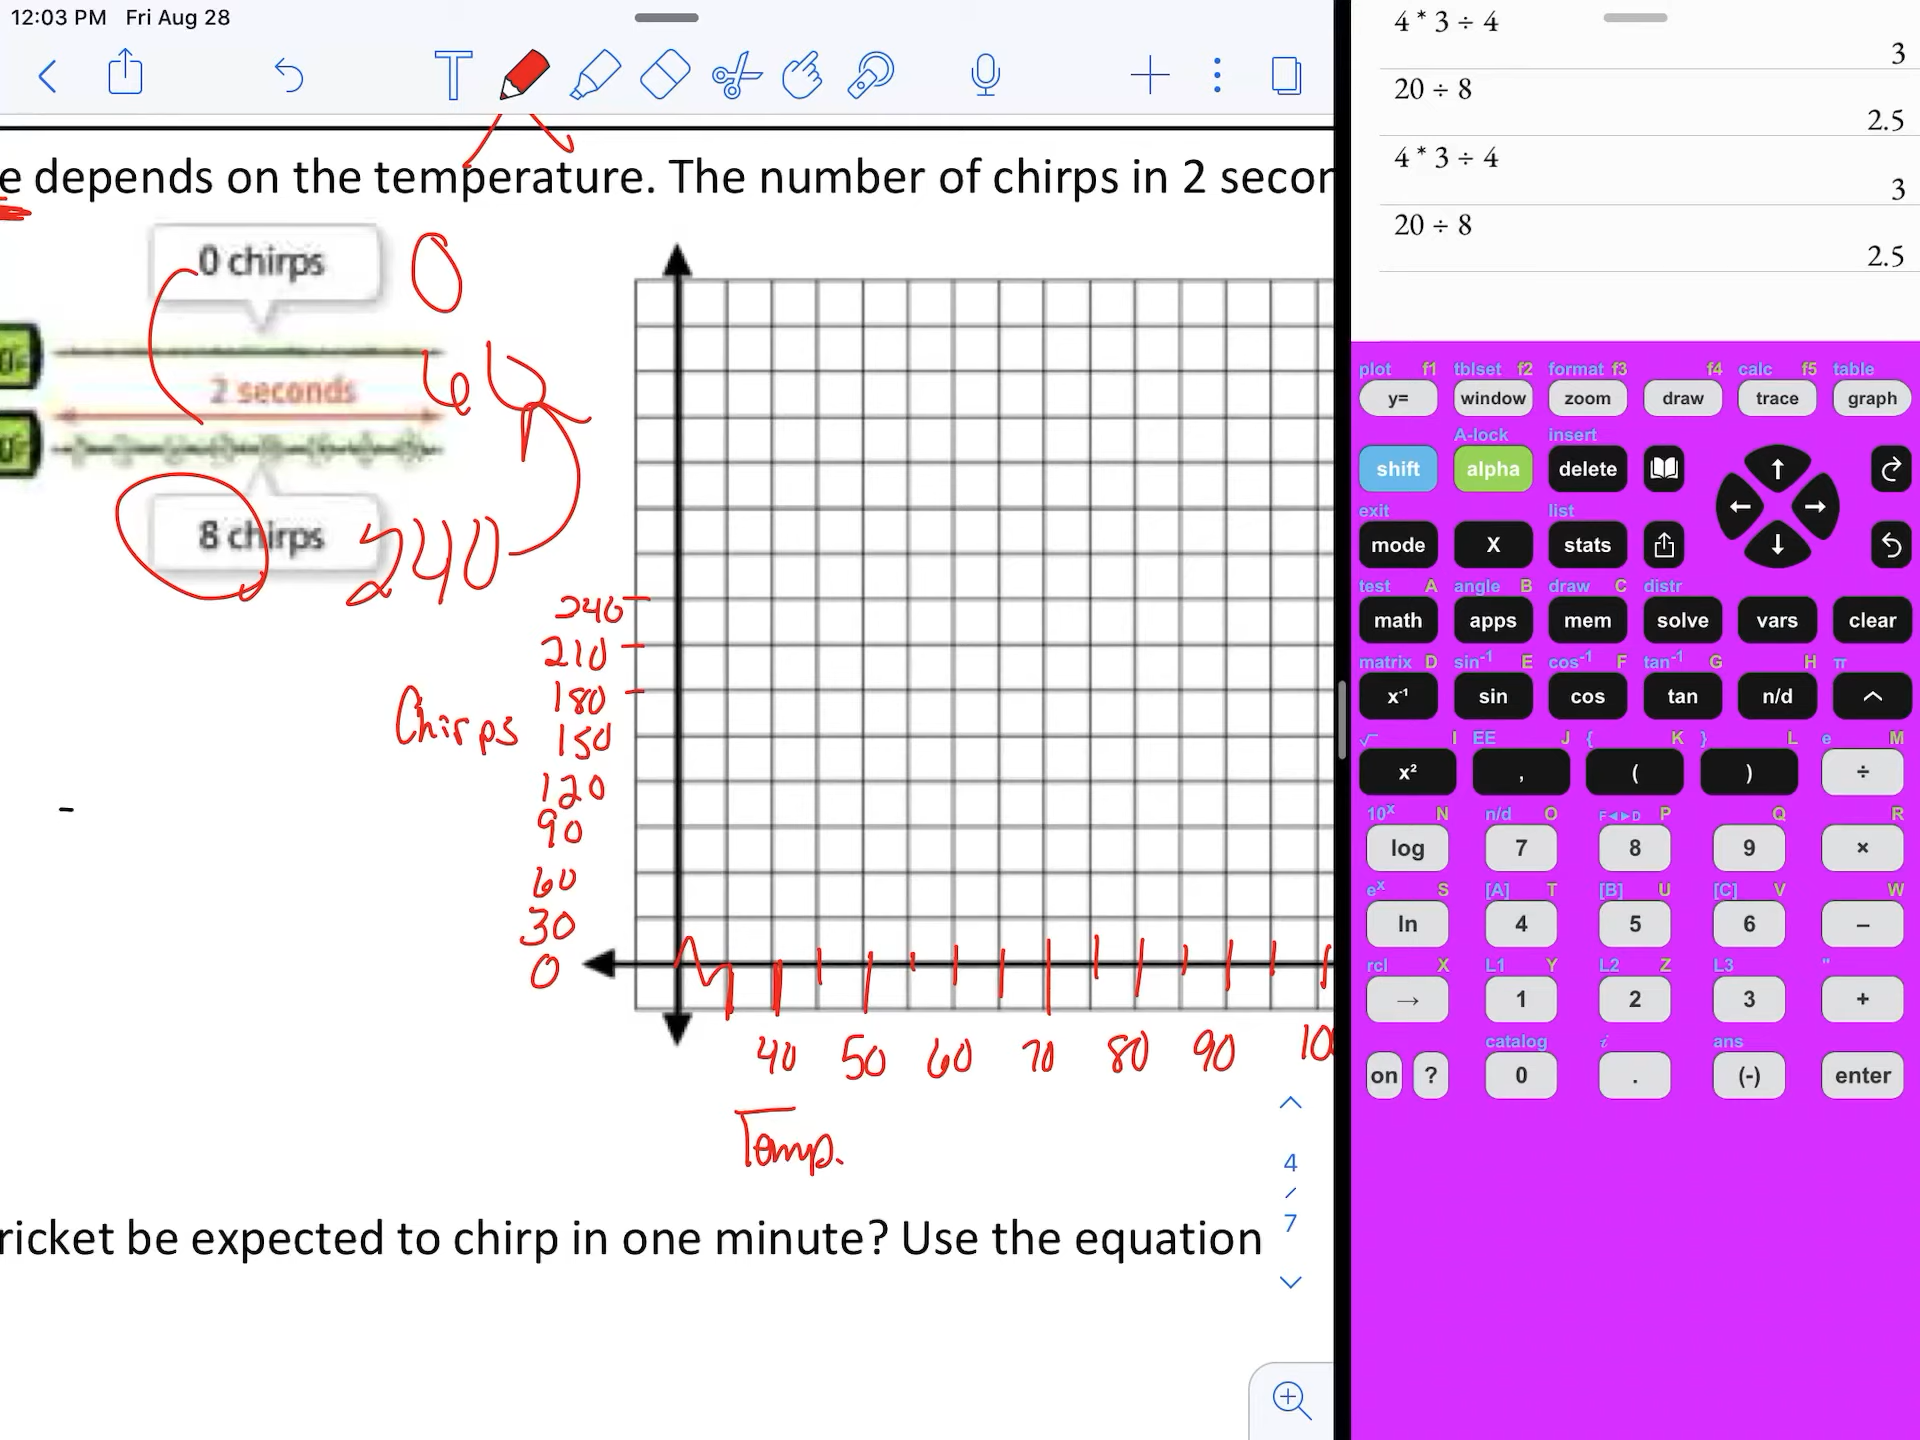 12:03 PM Fri Aug 28
e depends on the temperature. The number of chirps in 2 secon
0 chirps
0
2 seconds
8 chirps
240
240
210
180
Chirps
150
120
90
60
30
0
40 50 60 70 80 90 10
Temp.
4
/
7
ricket be expected to chirp in one minute? Use the equation
4 * 3 ÷ 4
3
20 ÷ 8
2.5
4 * 3 ÷ 4
3
20 ÷ 8
2.5
plot f1 tblset f2 format f3 f4 calc f5 table
y= window zoom draw trace graph
A-lock insert
shift alpha delete
exit list
mode X stats
test A angle B draw C distr
math apps mem solve vars clear
matrix D sin-1 E cos-1 F tan-1 G H π
x-1 sin cos tan n/d ^
√ I EE J { K } L e M
x² , ( ) ÷
10x N n/d O F◄►D P Q R
log 7 8 9 ×
ex S [A] T [B] U [C] V W
ln 4 5 6 −
rcl X L1 Y L2 Z L3 "
→ 1 2 3 +
catalog i ans
on ? 0 . (-) enter